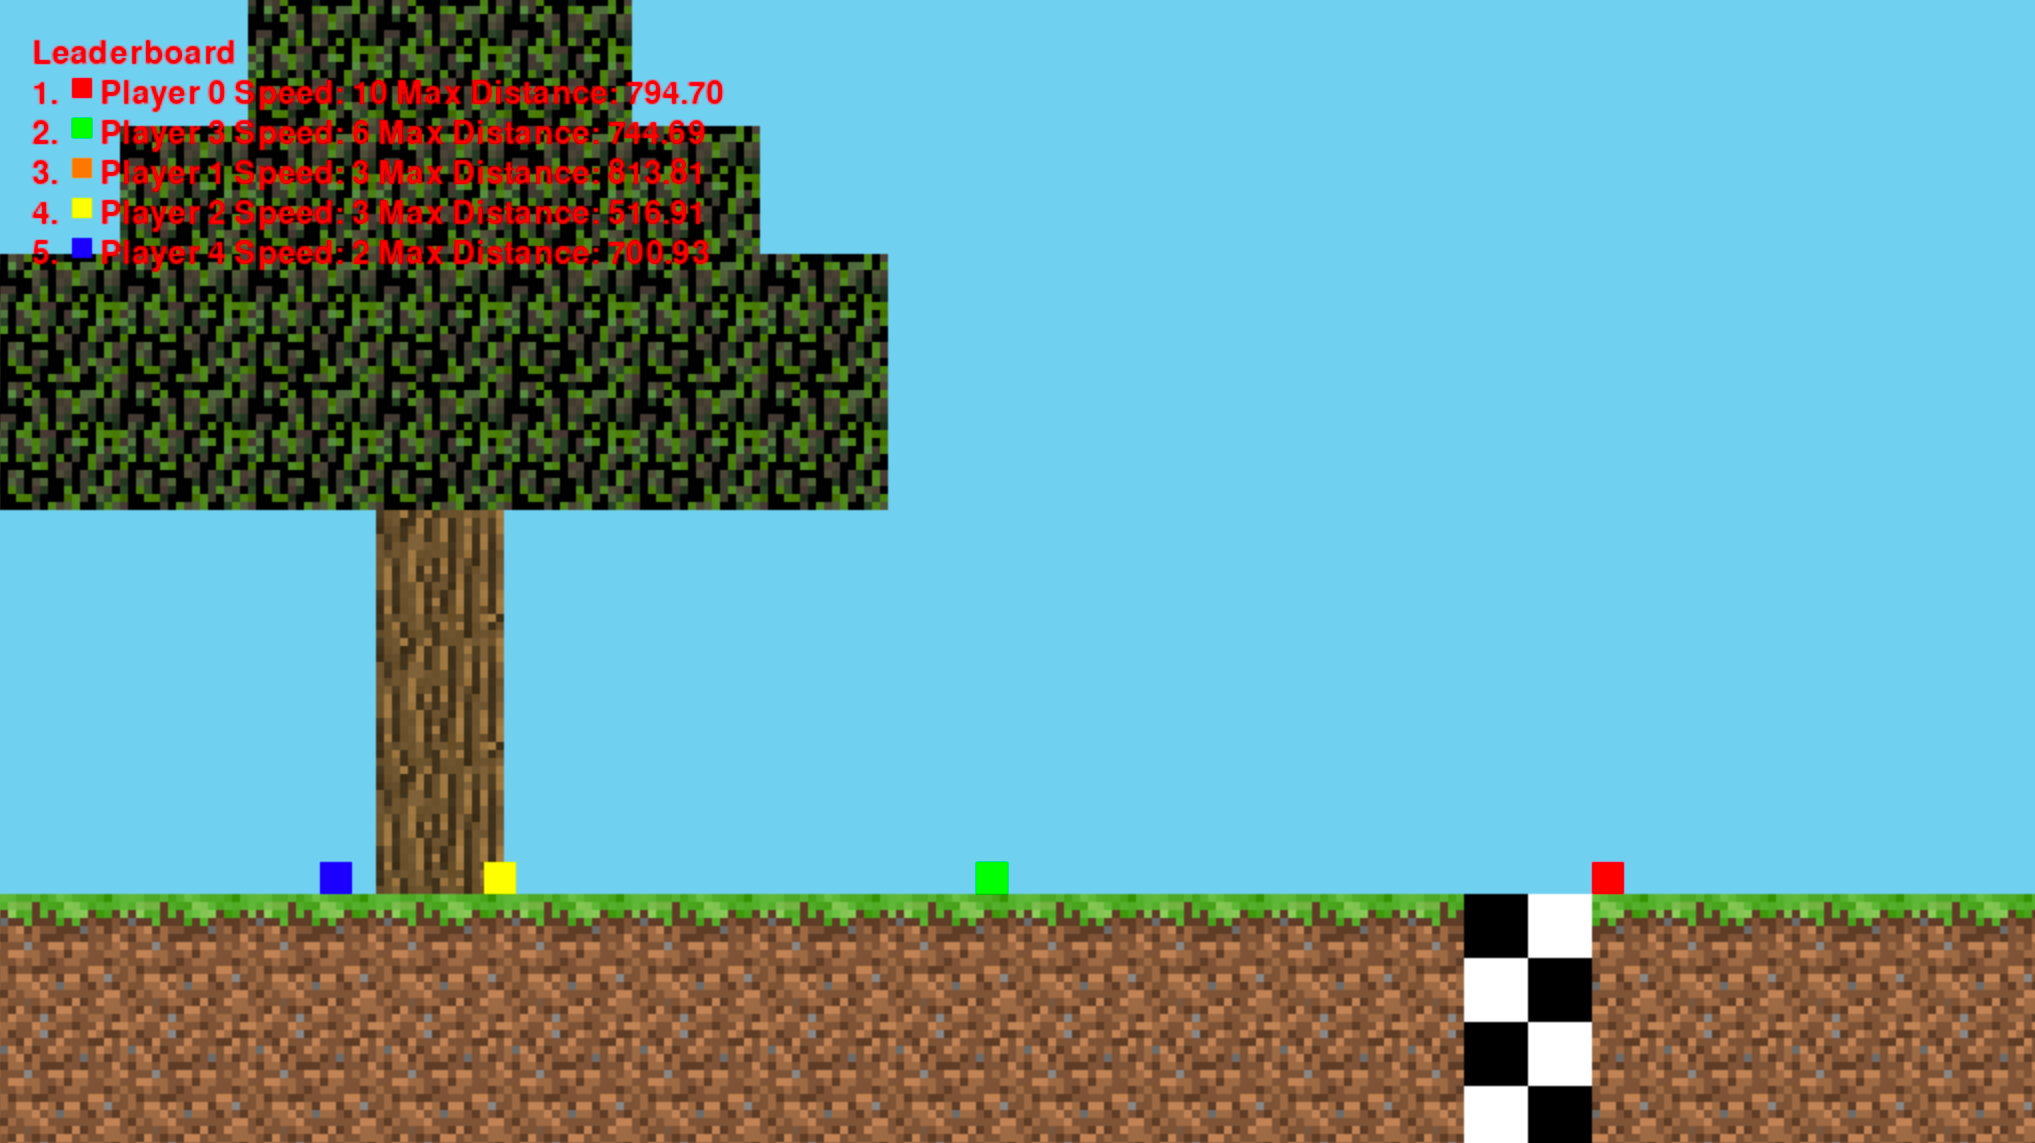 Leaderboard
1. Player 0 Speed: 10 Max Distance: 794.70
2. Player 3 Speed: 6 Max Distance: 744.69
3. Player 1 Speed: 3 Max Distance: 813.81
4. Player 2 Speed: 3 Max Distance: 516.91
5. Player 4 Speed: 2 Max Distance: 700.93